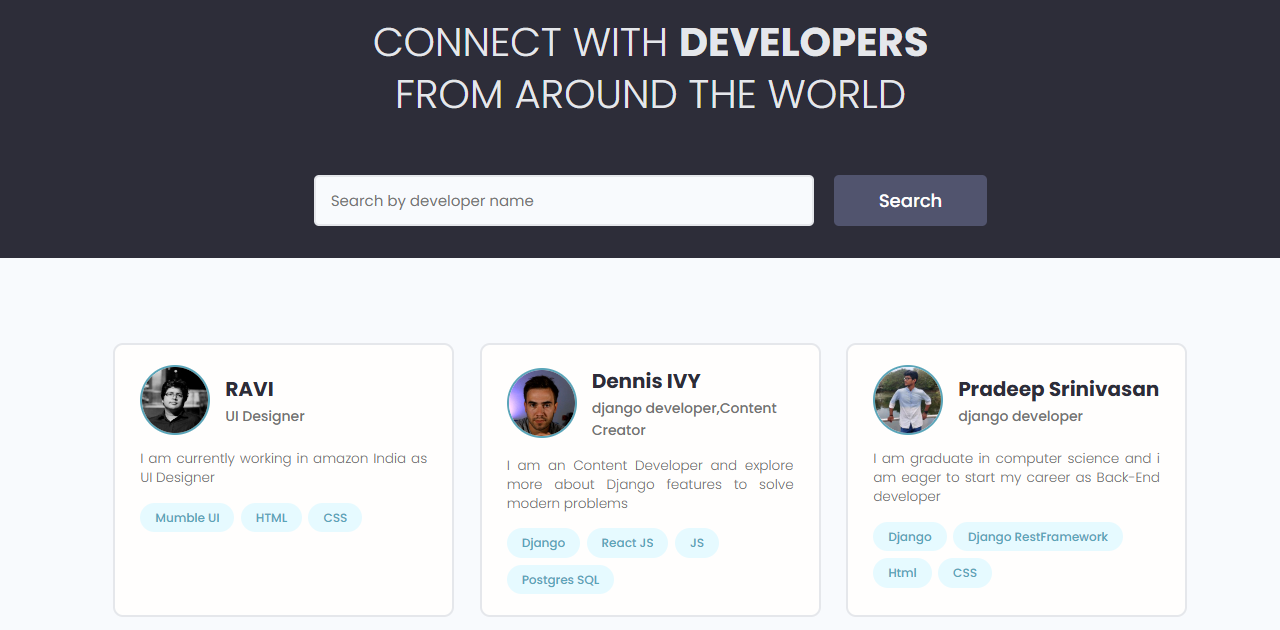 CONNECT WITH DEVELOPERS
FROM AROUND THE WORLD
Search by developer name
Search
RAVI
UI Designer
I am currently working in amazon India as
UI Designer
Mumble UI
HTML
CSS
Dennis IVY
django developer,Content
Creator
I am an Content Developer and explore
more about Django features to solve
modern problems
Django
React JS
JS
Postgres SQL
Pradeep Srinivasan
django developer
I am graduate in computer science and i
am eager to start my career as Back-End
developer
Django
Django RestFramework
Html
CSS